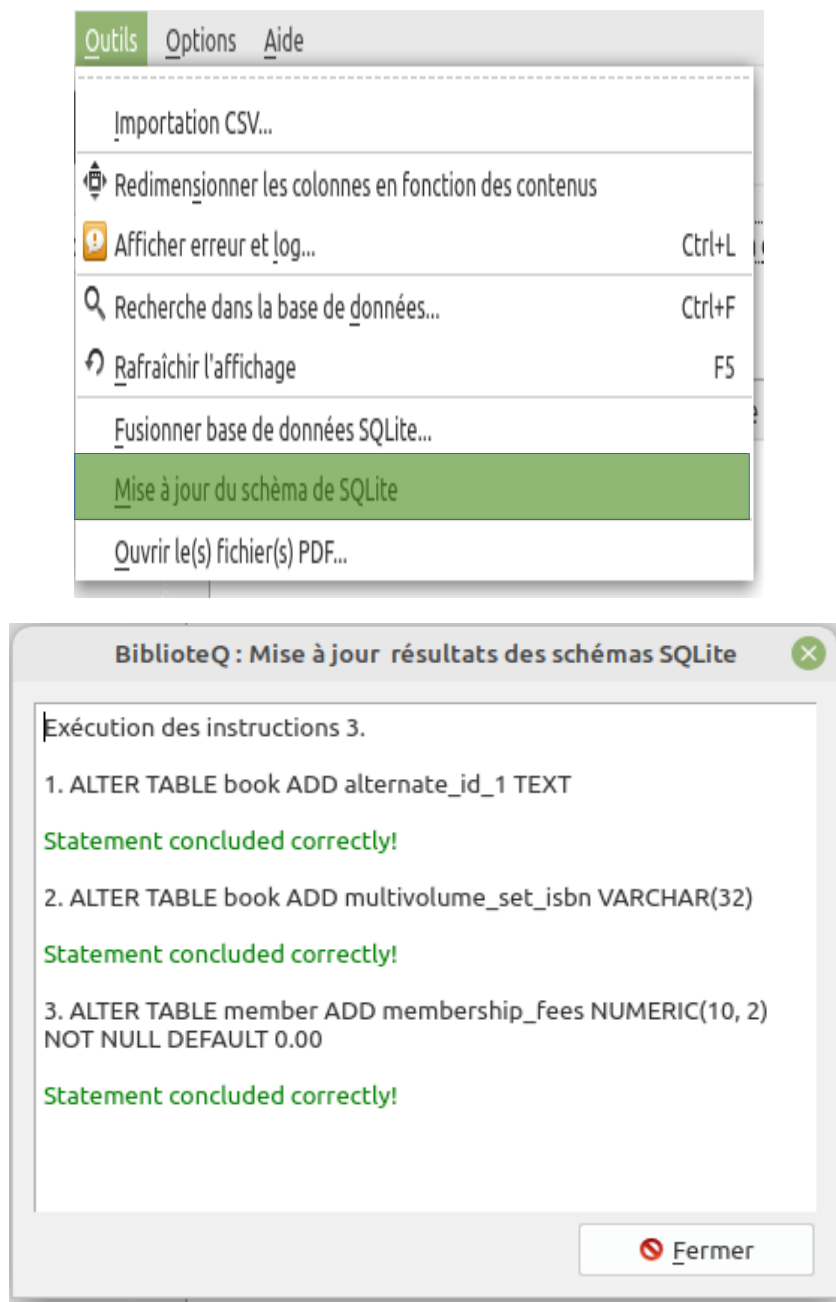 Outils Options Aide
Importation CSV...
Redimensionner les colonnes en fonction des contenus
Afficher erreur et log... Ctrl+L
Recherche dans la base de données... Ctrl+F
Rafraîchir l'affichage F5
Fusionner base de données SQLite...
Mise à jour du schèma de SQLite
Ouvrir le(s) fichier(s) PDF...
BiblioteQ : Mise à jour résultats des schémas SQLite
Exécution des instructions 3.
1. ALTER TABLE book ADD alternate_id_1 TEXT
Statement concluded correctly!
2. ALTER TABLE book ADD multivolume_set_isbn VARCHAR(32)
Statement concluded correctly!
3. ALTER TABLE member ADD membership_fees NUMERIC(10, 2)
NOT NULL DEFAULT 0.00
Statement concluded correctly!
Fermer